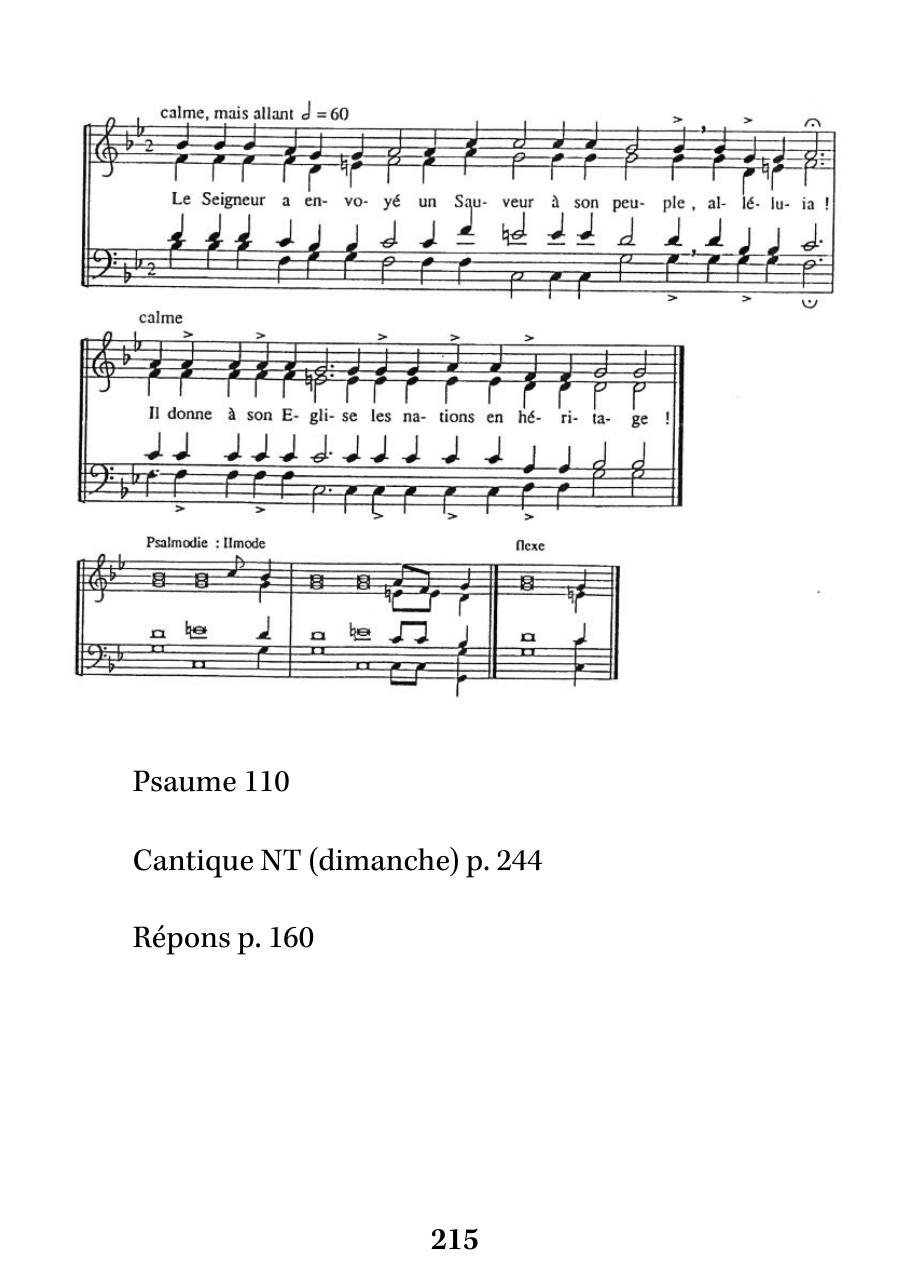 calme, mais allant 𝅗𝅥 = 60
Le Seigneur a en- vo- yé un Sau- veur à son peu- ple , al- lé- lu- ia !
calme
Il donne à son E- gli- se les na- tions en hé- ri- ta- ge !
Psalmodie : IImode
flexe
Psaume 110
Cantique NT (dimanche) p. 244
Répons p. 160
215